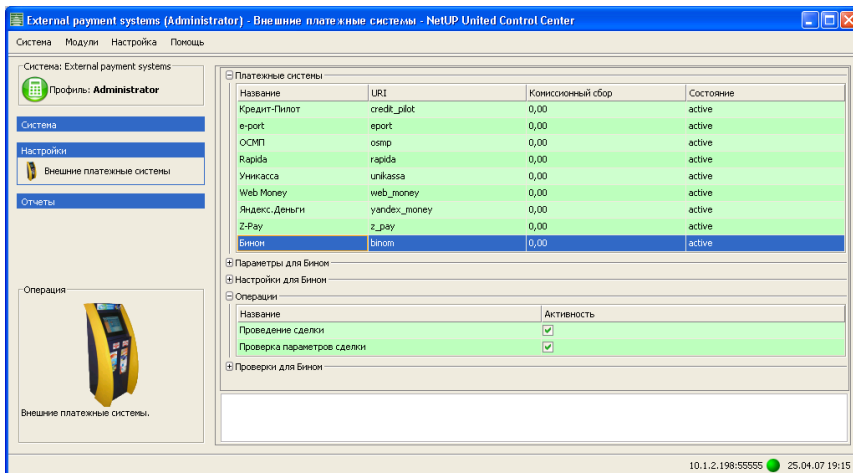 External payment systems (Administrator) - Внешние платежные системы - NetUP United Control Center
Система Модули Настройка Помощь
Система: External payment systems
Профиль: Administrator
Система
Настройки
Внешние платежные системы
Отчеты
Операция
Внешние платежные системы.
Платежные системы
Название URI Комиссионный сбор Состояние
Кредит-Пилот credit_pilot 0,00 active
e-port eport 0,00 active
ОСМП osmp 0,00 active
Rapida rapida 0,00 active
Уникасса unikassa 0,00 active
Web Money web_money 0,00 active
Яндекс.Деньги yandex_money 0,00 active
Z-Pay z_pay 0,00 active
Бином binom 0,00 active
Параметры для Бином
Настройки для Бином
Операции
Название Активность
Проведение сделки
Проверка параметров сделки
Проверки для Бином
10.1.2.198:55555 25.04.07 19:15